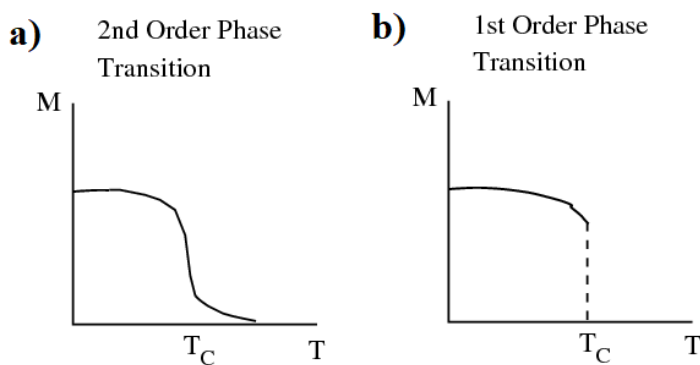 a)
2nd Order Phase
Transition
M
T_C
T
b)
1st Order Phase
Transition
M
T_C
T